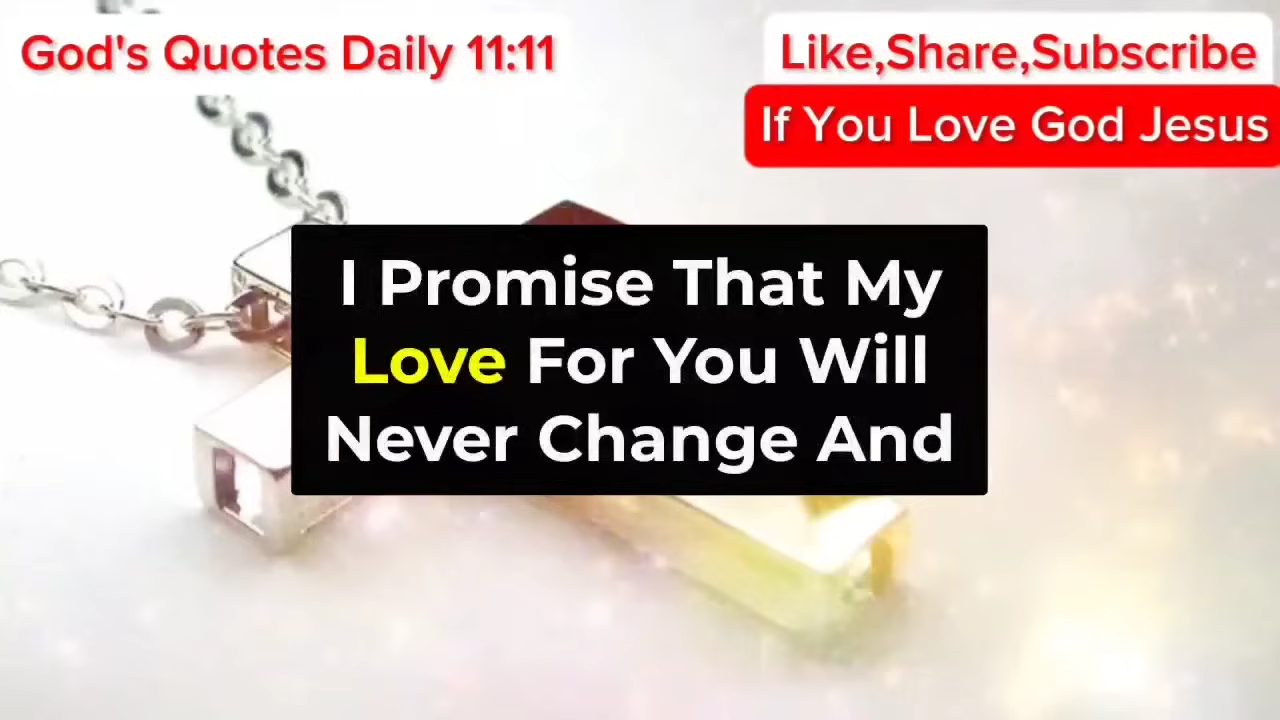 God's Quotes Daily 11:11
Like,Share,Subscribe
If You Love God Jesus
I Promise That My
Love For You Will
Never Change And